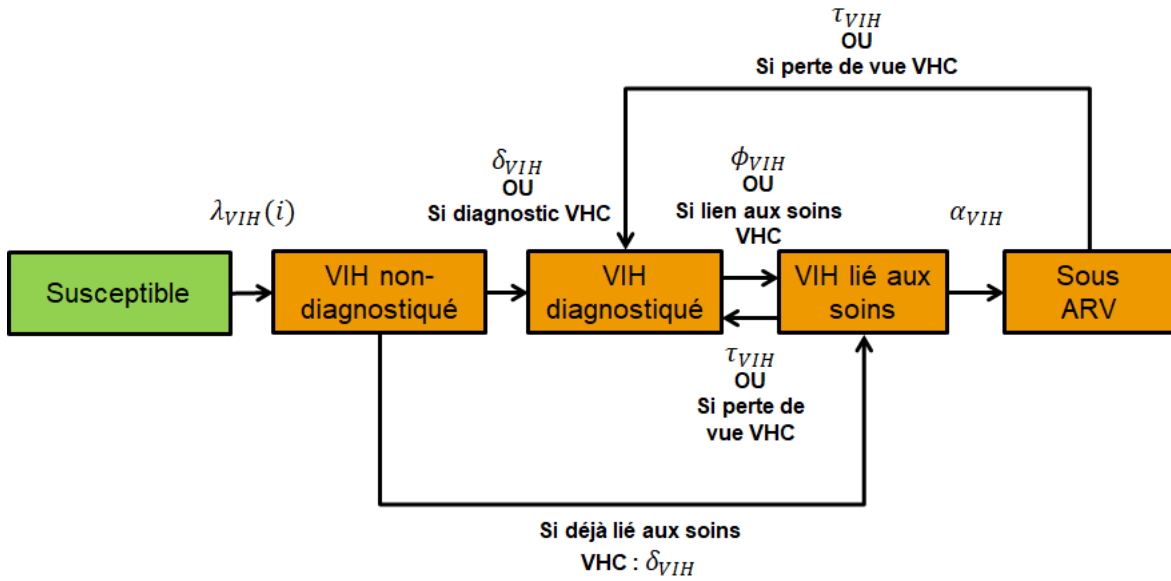 τ_VIH
OU
Si perte de vue VHC
δ_VIH
OU
Si diagnostic VHC
ϕ_VIH
OU
Si lien aux soins
VHC
λ_VIH(i)
α_VIH
Susceptible
VIH non-
diagnostiqué
VIH
diagnostiqué
VIH lié aux
soins
Sous
ARV
τ_VIH
OU
Si perte de
vue VHC
Si déjà lié aux soins
VHC : δ_VIH